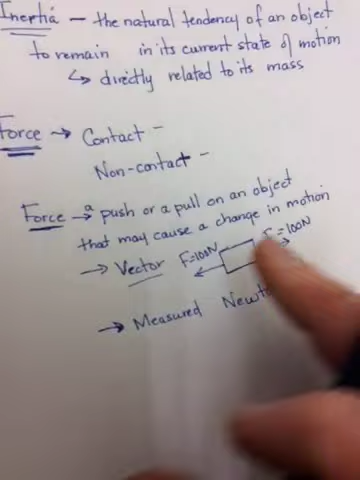 Inertia – the natural tendency of an object
to remain in its current state of motion
↳ directly related to its mass
Force → Contact –
Non-contact –
Force → a push or a pull on an object
that may cause a change in motion
→ Vector F=100N F=100N
→ Measured